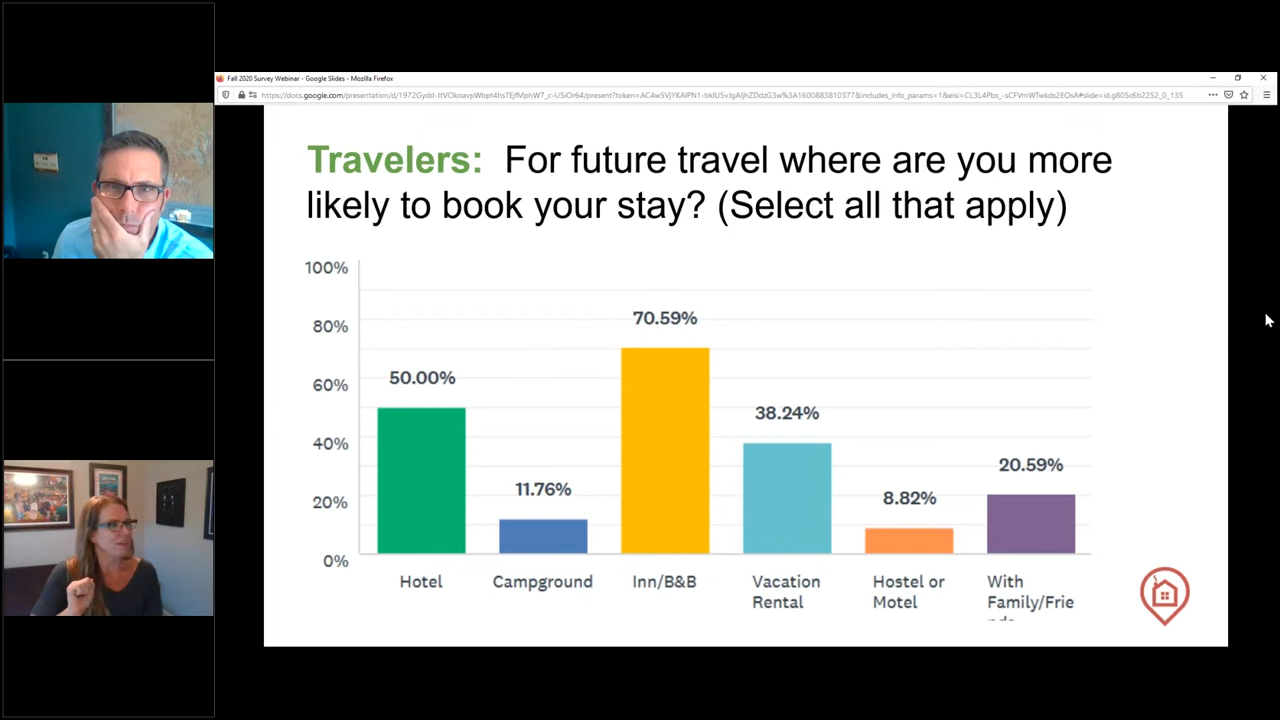 Fall 2020 Survey Webinar - Google Slides - Mozilla Firefox
Travelers: For future travel where are you more
likely to book your stay? (Select all that apply)
100%
80%
60%
40%
20%
0%
50.00%
11.76%
70.59%
38.24%
8.82%
20.59%
Hotel
Campground
Inn/B&B
Vacation
Rental
Hostel or
Motel
With
Family/Frie